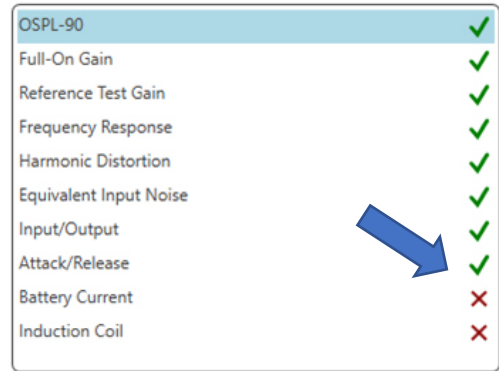 OSPL-90
Full-On Gain
Reference Test Gain
Frequency Response
Harmonic Distortion
Equivalent Input Noise
Input/Output
Attack/Release
Battery Current
Induction Coil